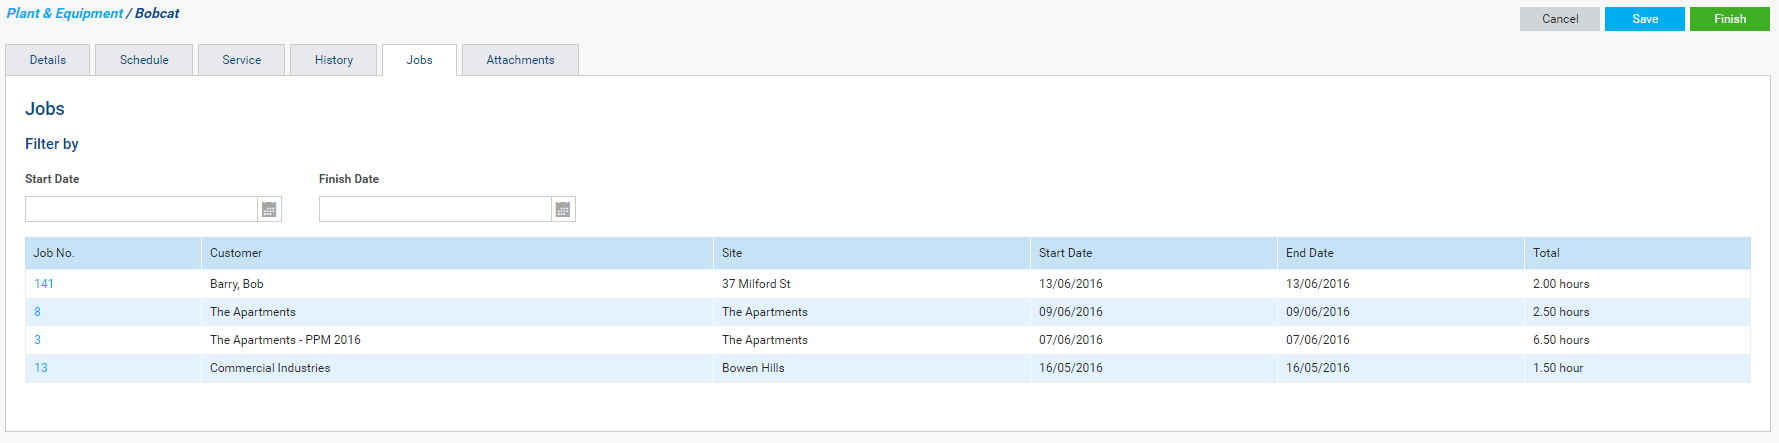 Plant & Equipment / Bobcat
Cancel Save Finish
Details Schedule Service History Jobs Attachments
Jobs
Filter by
Start Date Finish Date
Job No. Customer Site Start Date End Date Total
141 Barry, Bob 37 Milford St 13/06/2016 13/06/2016 2.00 hours
8 The Apartments The Apartments 09/06/2016 09/06/2016 2.50 hours
3 The Apartments - PPM 2016 The Apartments 07/06/2016 07/06/2016 6.50 hours
13 Commercial Industries Bowen Hills 16/05/2016 16/05/2016 1.50 hour